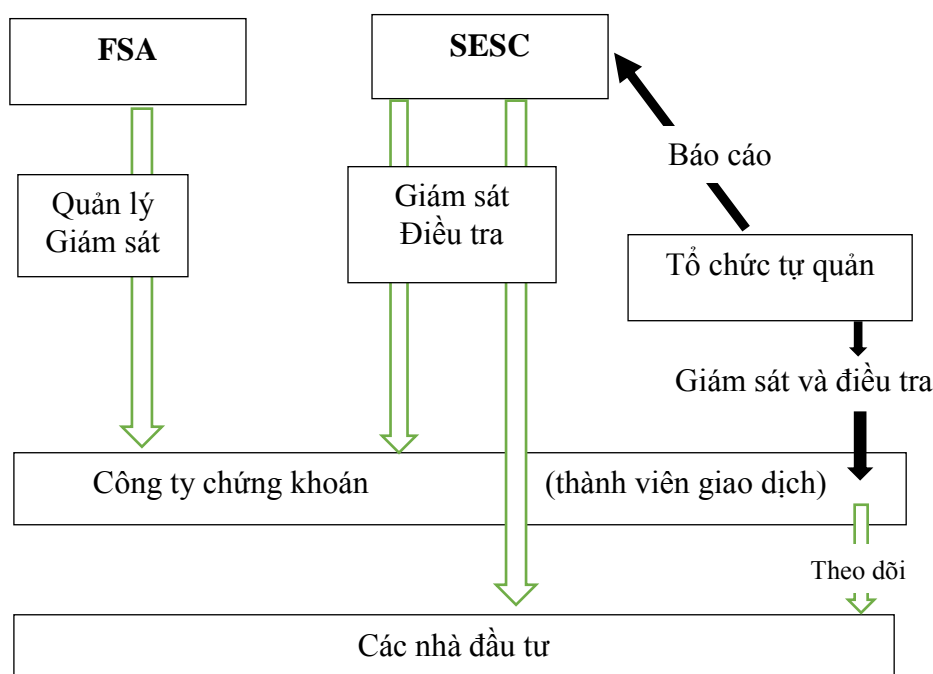 FSA
SESC
Báo cáo
Quản lý
Giám sát
Giám sát
Điều tra
Tổ chức tự quản
Giám sát và điều tra
Công ty chứng khoán (thành viên giao dịch)
Theo dõi
Các nhà đầu tư